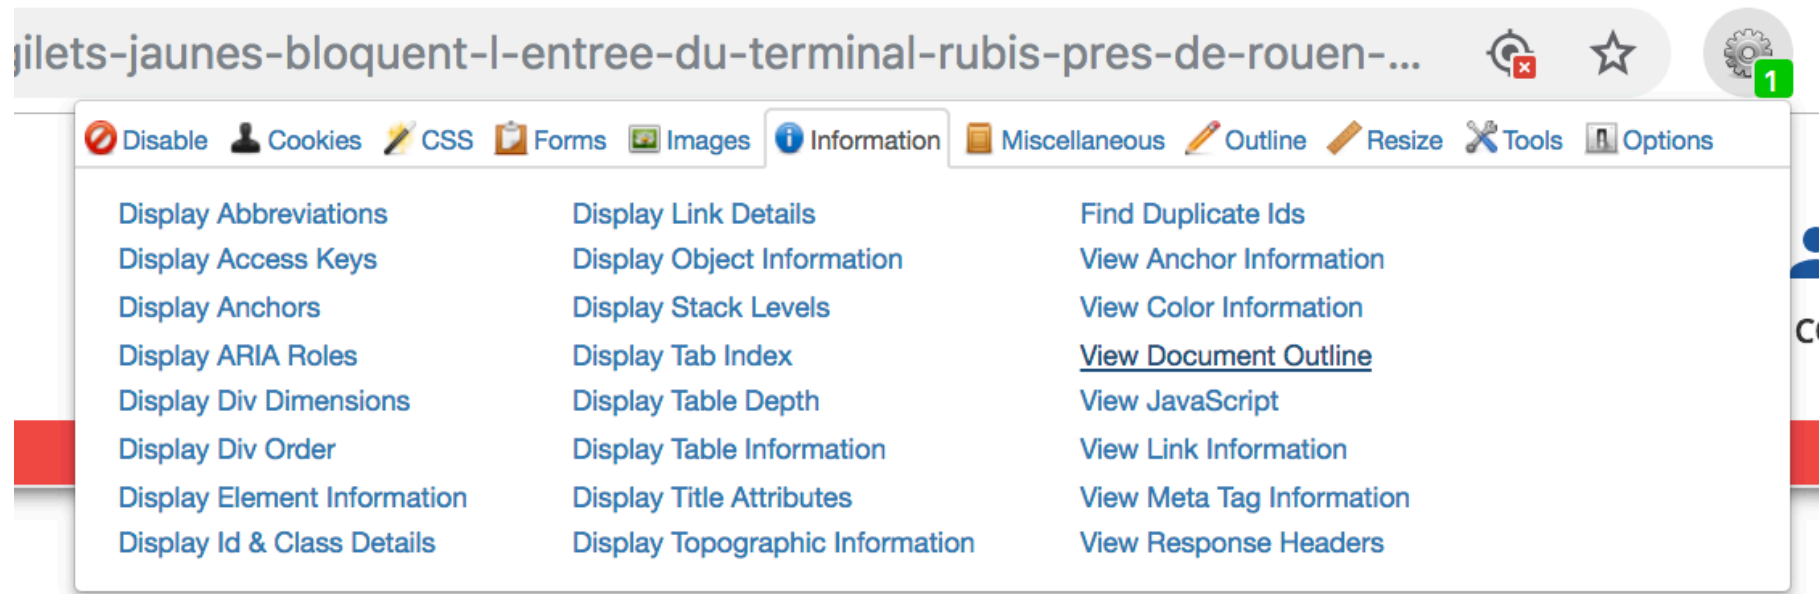 gilets-jaunes-bloquent-l-entree-du-terminal-rubis-pres-de-rouen-...
1
Disable Cookies CSS Forms Images Information Miscellaneous Outline Resize Tools Options
Display Abbreviations Display Link Details Find Duplicate Ids
Display Access Keys Display Object Information View Anchor Information
Display Anchors Display Stack Levels View Color Information
Display ARIA Roles Display Tab Index View Document Outline
Display Div Dimensions Display Table Depth View JavaScript
Display Div Order Display Table Information View Link Information
Display Element Information Display Title Attributes View Meta Tag Information
Display Id & Class Details Display Topographic Information View Response Headers